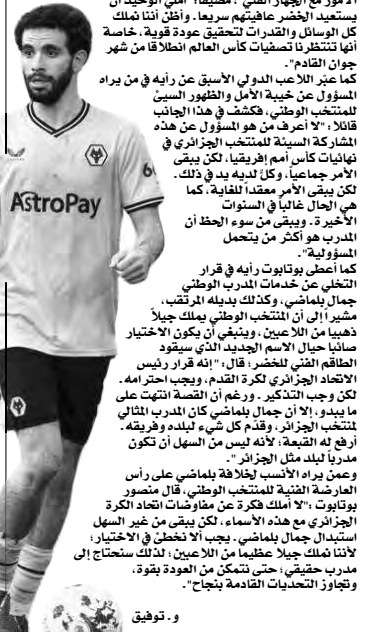 الأمور مع الجهاز الفني"، مضيفا: "أملي الوحيد أن
يستعيد الخضر عافيتهم سريعا. وأظن أننا نملك
كل الوسائل والقدرات لتحقيق عودة قوية، خاصة
أنها تنتظرنا تصفيات كأس العالم انطلاقا من شهر
جوان القادم".
كما عبّر اللاعب الدولي الأسبق عن رأيه في من يراه
المسؤول عن خيبة الأمل والظهور السيئ
للمنتخب الوطني، فكشف في هذا الجانب
قائلا: "لا أعرف من هو المسؤول عن هذه
المشاركة السيئة للمنتخب الجزائري في
نهائيات كأس أمم إفريقيا، لكن يبقى
الأمر جماعياً، وكلّ لديه يد في ذلك.
لكن يبقى الأمر معقداً للغاية، كما
هي الحال غالباً في السنوات
الأخيرة. ويبقى من سوء الحظ أن
المدرب هو أكثر من يتحمل
المسؤولية".
كما أعطى بوتابوت رأيه في قرار
التخلي عن خدمات المدرب الوطني
جمال بلماضي، وكذلك بديله المرتقب،
مشيراً إلى أن المنتخب الوطني يملك جيلاً
ذهبيا من اللاعبين، وينبغي أن يكون الاختيار
صائبا حيال الاسم الجديد الذي سيقود
الطاقم الفني للخضر؛ قال: "إنه قرار رئيس
الاتحاد الجزائري لكرة القدم، ويجب احترامه.
لكن وجب التذكير. ورغم أن القصة انتهت على
ما يبدو، إلا أن جمال بلماضي كان المدرب المثالي
لمنتخب الجزائر، وقدّم كل شيء لبلده وفريقه.
أرفع له القبعة؛ لأنه ليس من السهل أن تكون
مدرباً لبلد مثل الجزائر".
وعمن يراه الأنسب لخلافة بلماضي على رأس
العارضة الفنية للمنتخب الوطني، قال منصور
بوتابوت: "لا أملك فكرة عن مفاوضات اتحاد الكرة
الجزائري مع هذه الأسماء، لكن يبقى من غير السهل
استبدال جمال بلماضي. يجب ألا نخطئ في الاختيار؛
لأننا نملك جيلا عظيما من اللاعبين؛ لذلك سنحتاج إلى
مدرب حقيقي؛ حتى نتمكن من العودة بقوة،
وتجاوز التحديات القادمة بنجاح".
و. توفيق
AstroPay